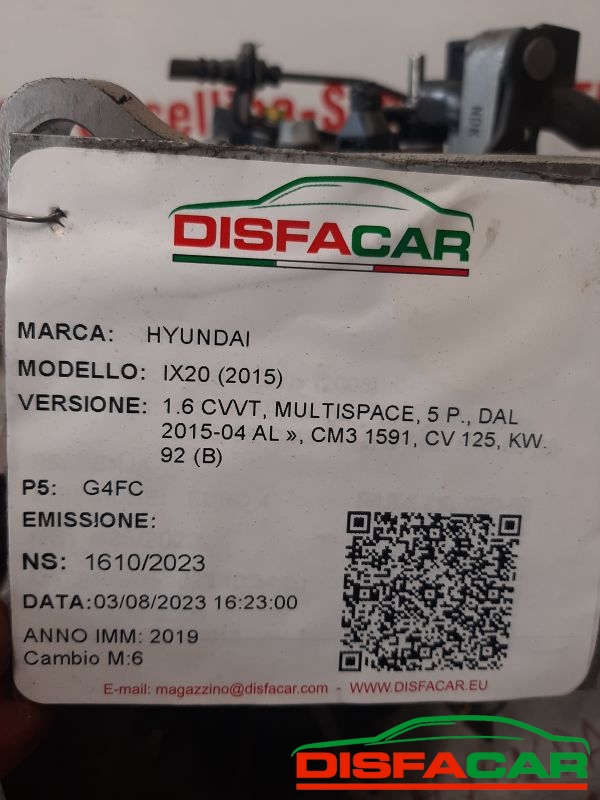 sellina-S
NDK
DISFACAR
MARCA: HYUNDAI
MODELLO: IX20 (2015)
VERSIONE: 1.6 CVVT, MULTISPACE, 5 P., DAL
2015-04 AL », CM3 1591, CV 125, KW.
92 (B)
P5: G4FC
EMISSIONE:
NS: 1610/2023
DATA:03/08/2023 16:23:00
ANNO IMM: 2019
Cambio M:6
E-mail: magazzino@disfacar.com - WWW.DISFACAR.EU
DISFACAR